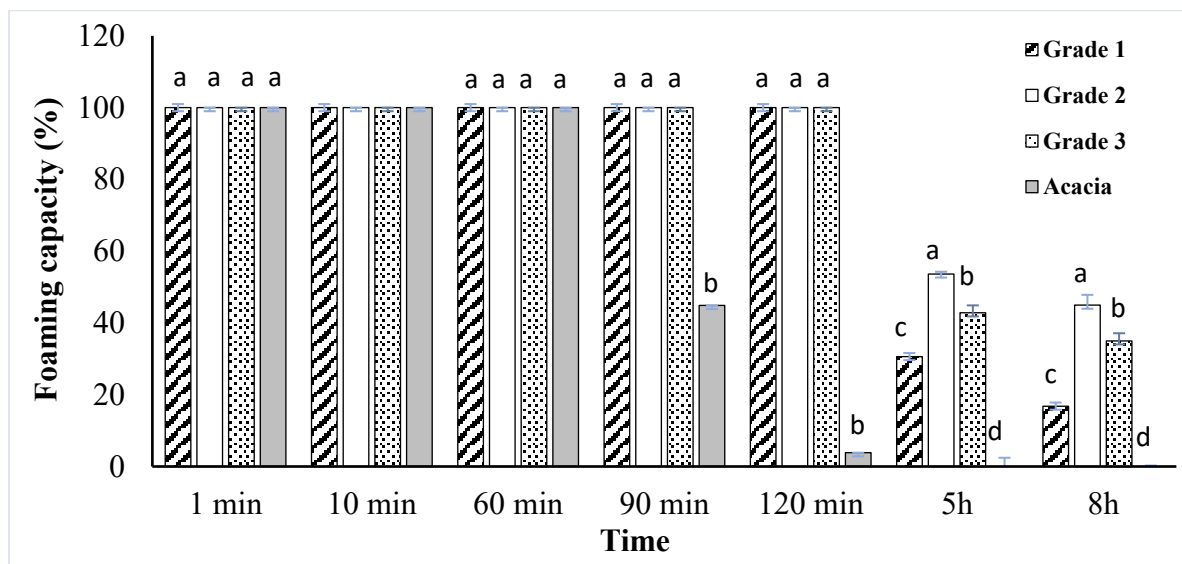 120
100
80
60
40
20
0
Foaming capacity (%)
a a a a
a a a a
a a a
b
a a a
b
c
a
b
d
c
a
b
d
Grade 1
Grade 2
Grade 3
Acacia
1 min 10 min 60 min 90 min 120 min 5h 8h
Time